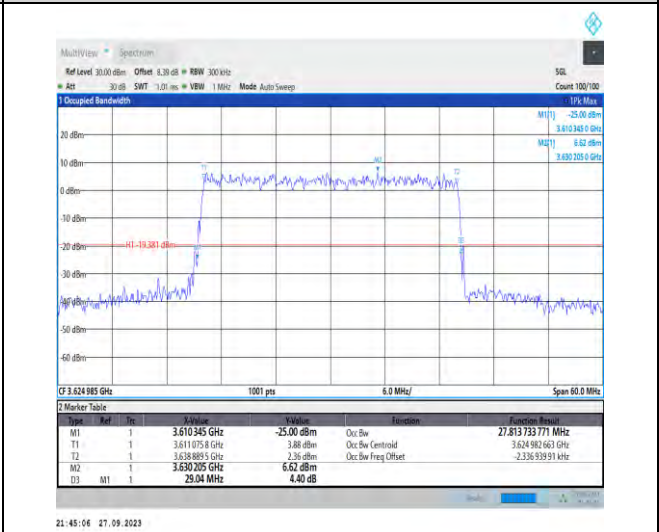 MultiView Spectrum
Ref Level 30.00 dBm Offset 8.39 dB RBW 300 kHz SGL
Att 30 dB SWT 1.01 ms VBW 1 MHz Mode Auto Sweep Count 100/100
1 Occupied Bandwidth 1Pk Max
M1[1] -25.00 dBm
3.610 345 0 GHz
M2[1] 6.62 dBm
3.630 205 0 GHz
20 dBm
10 dBm
0 dBm
-10 dBm
-20 dBm
H1 -19.381 dBm
-30 dBm
-40 dBm
-50 dBm
-60 dBm
T1
M2
T2
M1
D3
CF 3.624 985 GHz 1001 pts 6.0 MHz/ Span 60.0 MHz
2 Marker Table
Type Ref Trc X-Value Y-Value Function Function Result
M1 1 3.610 345 GHz -25.00 dBm Occ Bw 27.813 733 771 MHz
T1 1 3.611 075 8 GHz 3.88 dBm Occ Bw Centroid 3.624 982 663 GHz
T2 1 3.638 889 5 GHz 2.36 dBm Occ Bw Freq Offset -2.336 939 91 kHz
M2 1 3.630 205 GHz 6.62 dBm
D3 M1 1 29.04 MHz 4.40 dB
21:45:06 27.09.2023